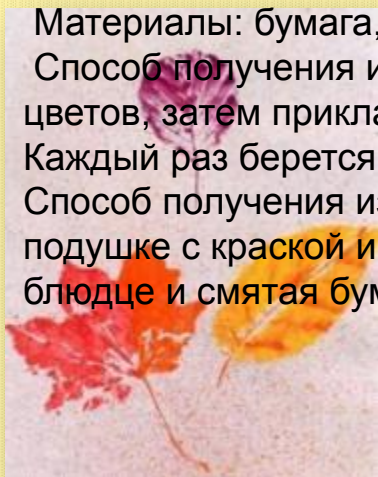 Материалы: бумага,
Способ получения и
цветов, затем прикла
Каждый раз берется
Способ получения из
подушке с краской и
блюдце и смятая бум